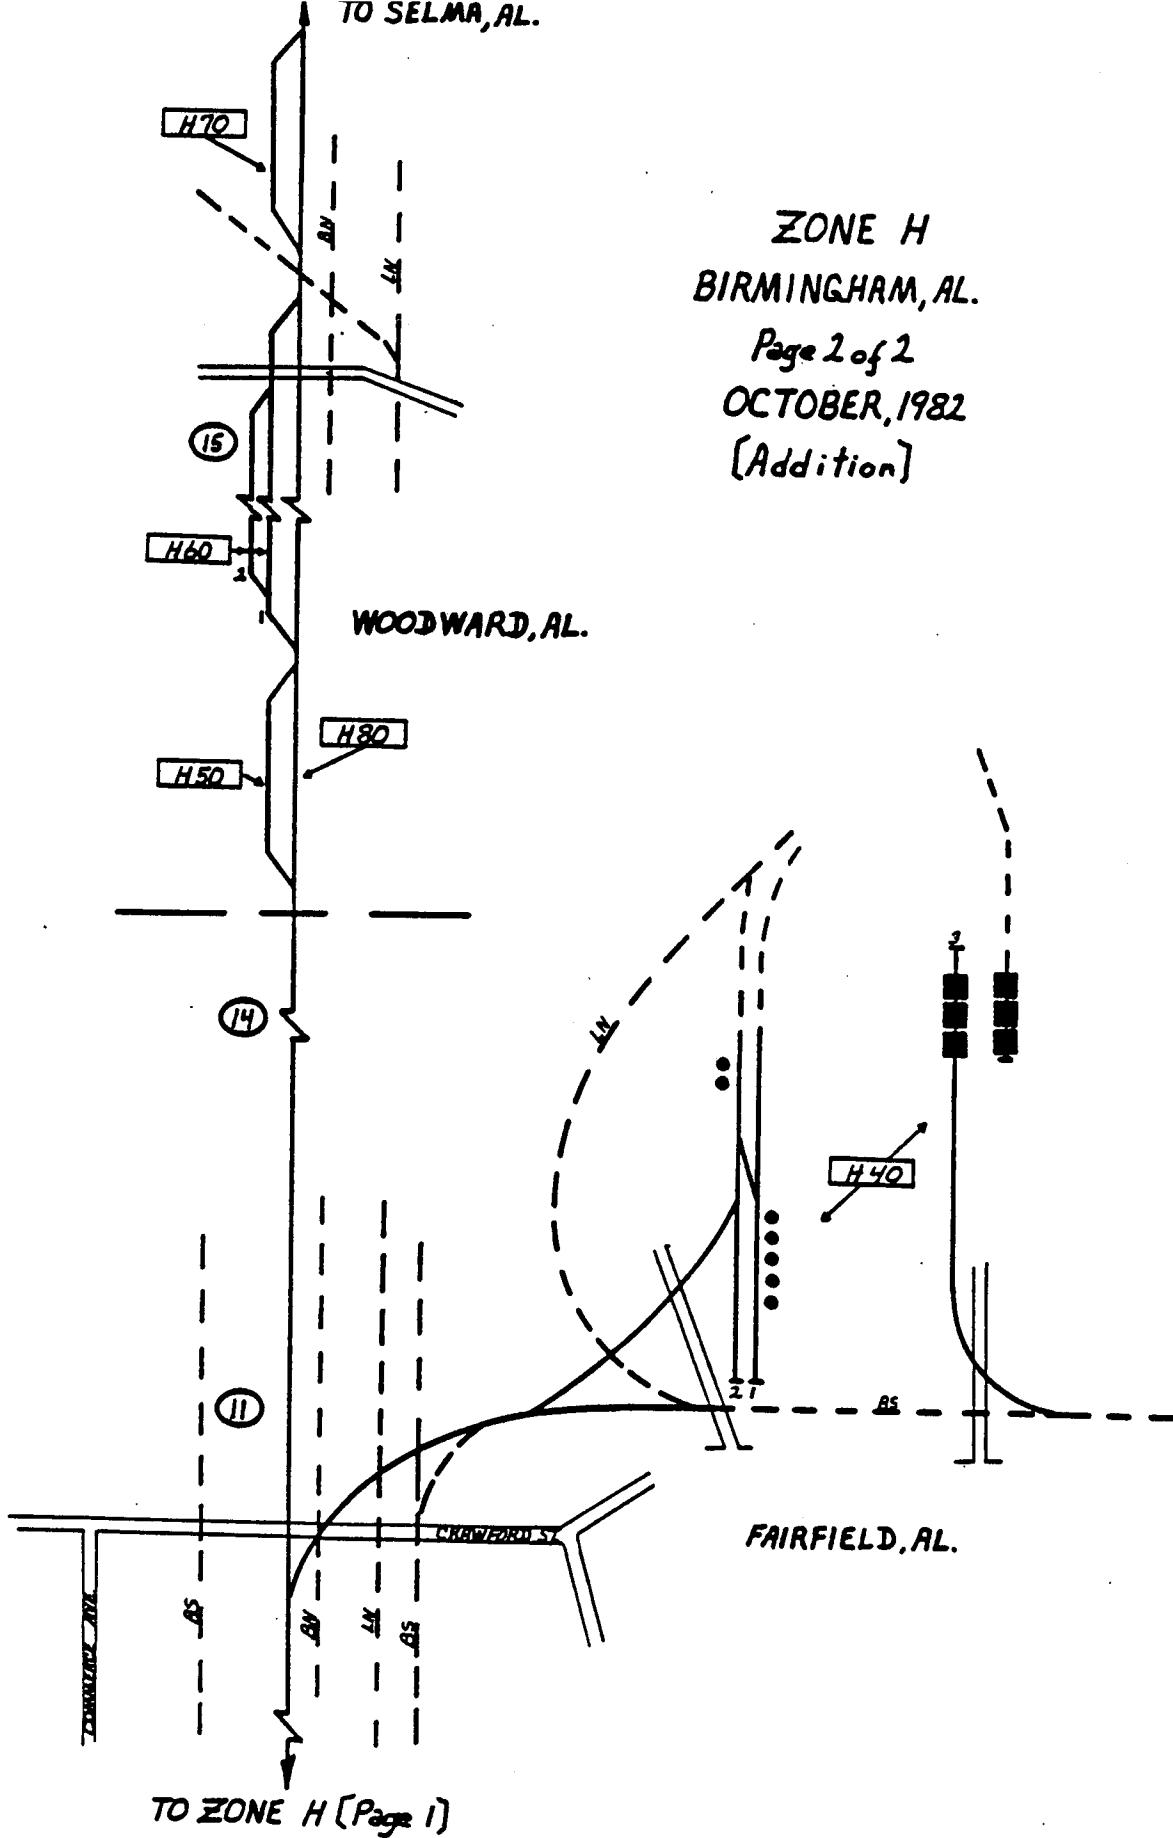 TO SELMA, AL.
H70
BN
LN
ZONE H
BIRMINGHAM, AL.
Page 2 of 2
OCTOBER, 1982
[Addition]
15
H60
2
1
WOODWARD, AL.
H80
H50
3
14
LN
H40
2 1
BS
11
CRAWFORD ST.
FAIRFIELD, AL.
BS
BN
LN
BS
COMMERCE AVE.
TO ZONE H [Page 1]